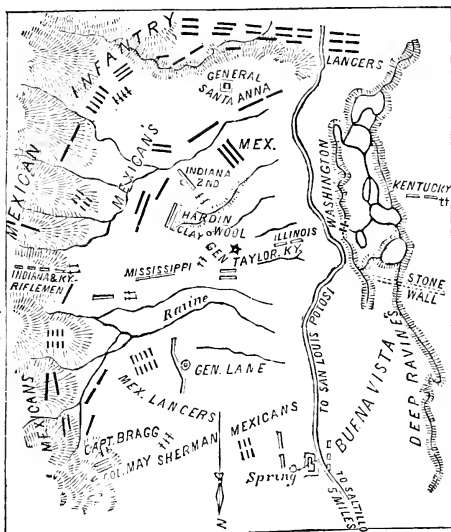 MEXICAN INFANTRY
LANCERS
GENERAL
SANTA ANNA
MEXICAN'S
MEX.
INDIANA
2ND
WASHINGTON
KENTUCKY
HARDIN
CLAY WOOL
GEN. TAYLOR. KY.
ILLINOIS
MISSISSIPPI
INDIANA & KY.
RIFLEMEN
STONE
WALL
Ravine
TO SAN LOUIS POLUSI
BUENA VISTA
DEEP RAVINES
GEN. LANE
MEX. LANCERS
MEXICANS
MEXICANS
CAPT. BRAGG
COL. MAY SHERMAN
Spring
TO SALTILLO
5 MILES
N